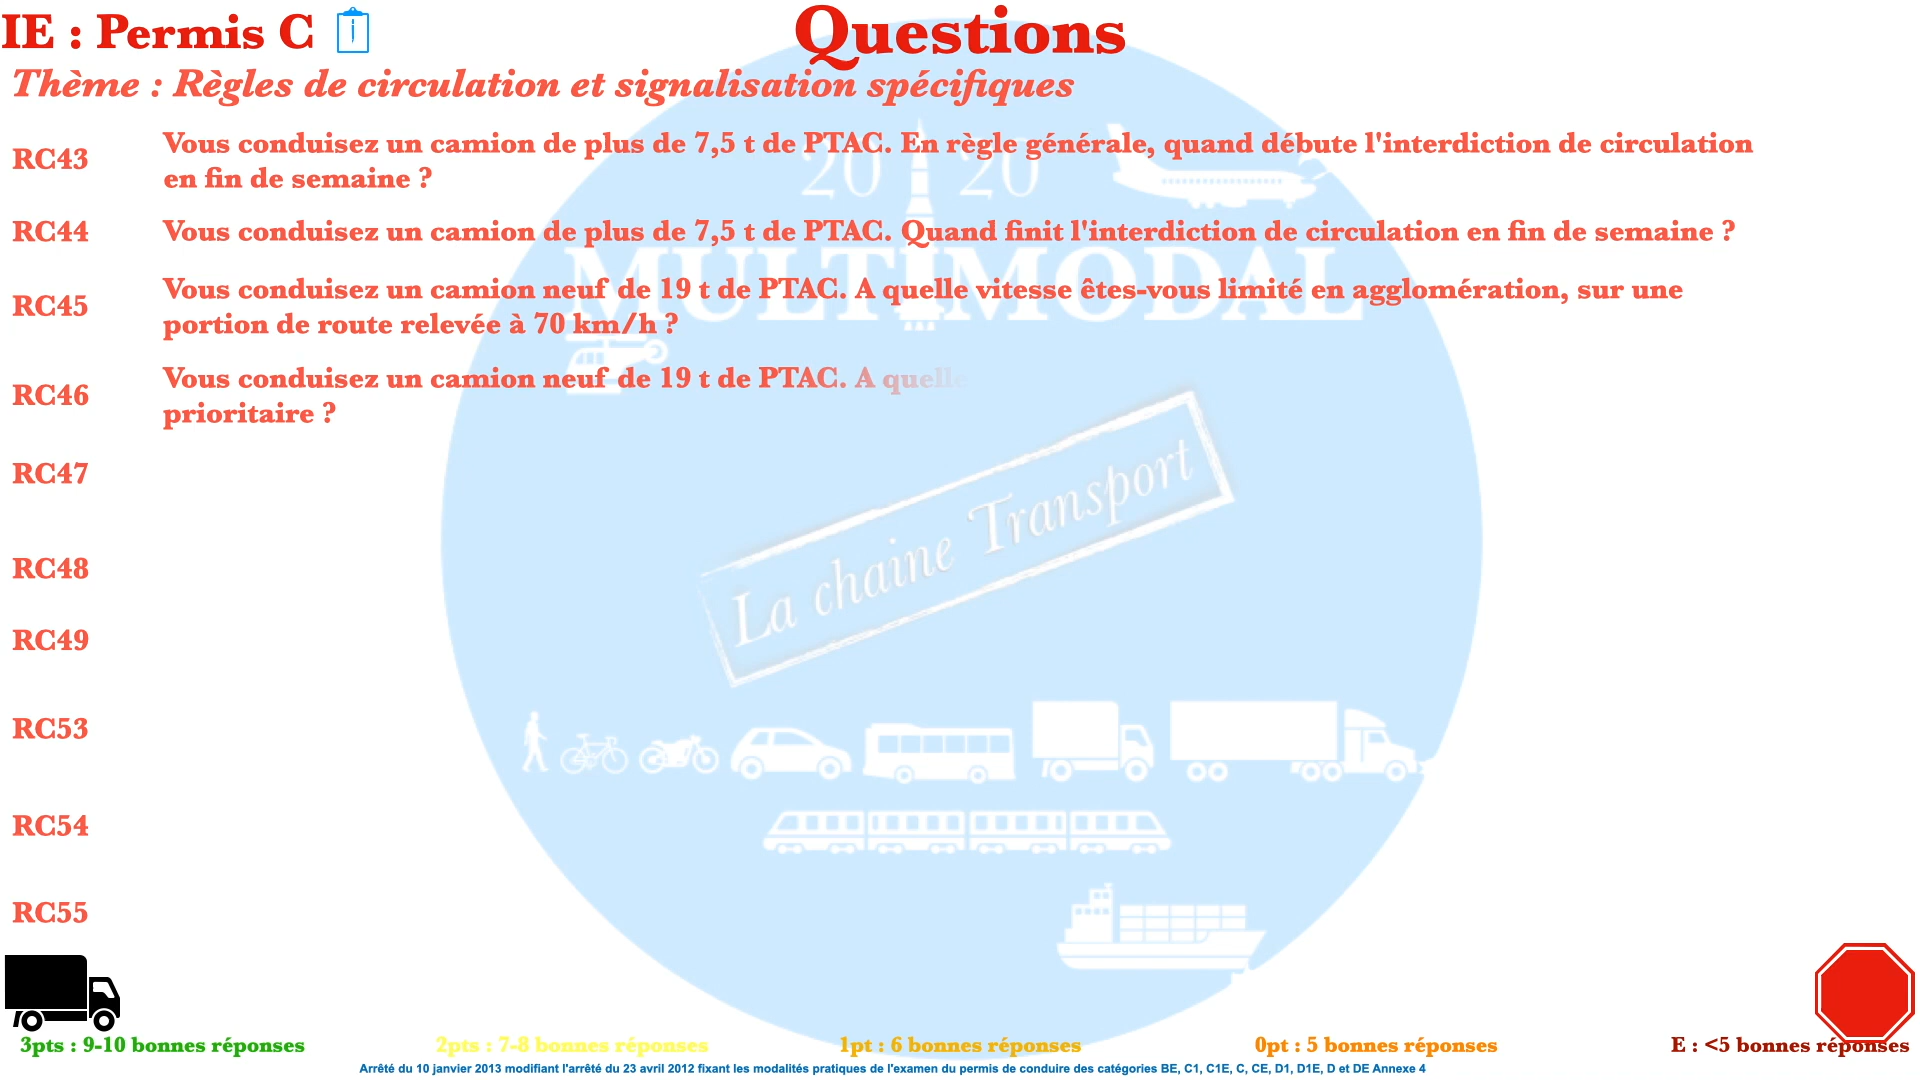 IE : Permis C
Questions
Thème : Règles de circulation et signalisation spécifiques
RC43
Vous conduisez un camion de plus de 7,5 t de PTAC. En règle générale, quand débute l'interdiction de circulation
en fin de semaine ?
RC44
Vous conduisez un camion de plus de 7,5 t de PTAC. Quand finit l'interdiction de circulation en fin de semaine ?
RC45
Vous conduisez un camion neuf de 19 t de PTAC. A quelle vitesse êtes-vous limité en agglomération, sur une
portion de route relevée à 70 km/h ?
RC46
Vous conduisez un camion neuf de 19 t de PTAC. A quelle
prioritaire ?
RC47
RC48
RC49
RC53
RC54
RC55
20 20
MULTIMODAL
La chaine Transport
3pts : 9-10 bonnes réponses
2pts : 7-8 bonnes réponses
1pt : 6 bonnes réponses
0pt : 5 bonnes réponses
E : <5 bonnes réponses
Arrêté du 10 janvier 2013 modifiant l'arrêté du 23 avril 2012 fixant les modalités pratiques de l'examen du permis de conduire des catégories BE, C1, C1E, C, CE, D1, D1E, D et DE Annexe 4